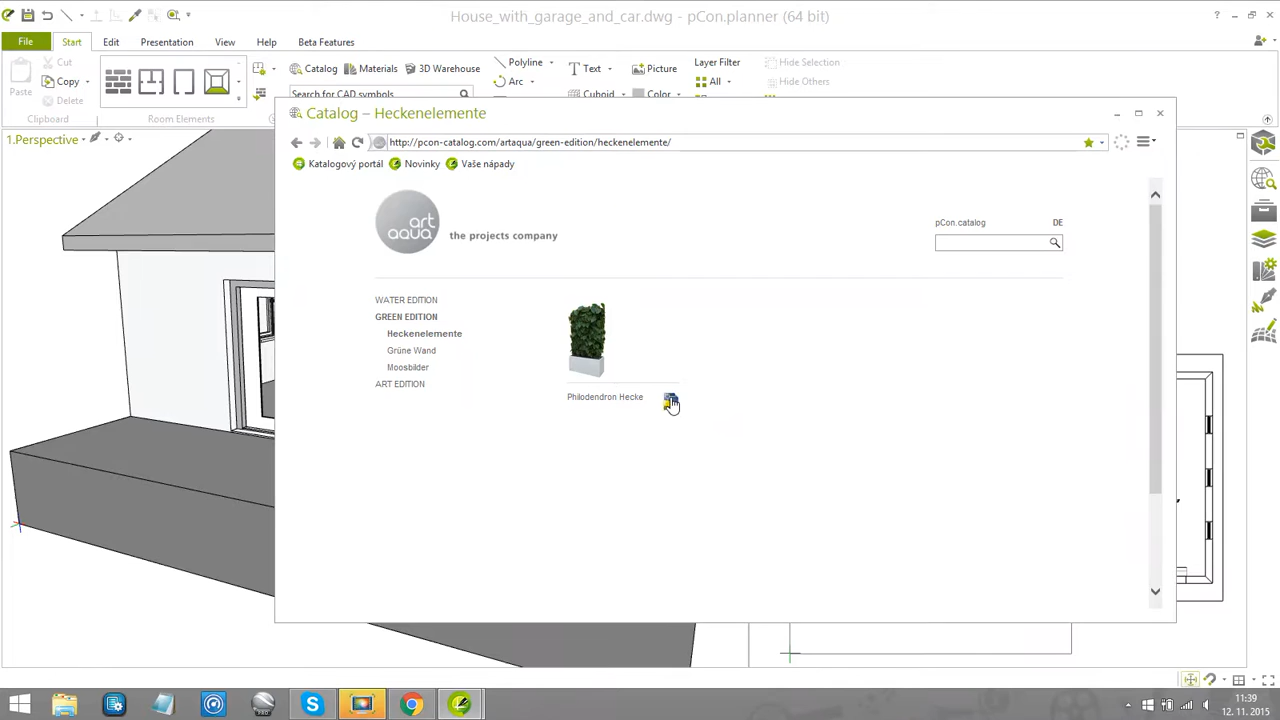 House_with_garage_and_car.dwg - pCon.planner (64 bit)
File Start Edit Presentation View Help Beta Features
Paste
Cut
Copy
Delete
Clipboard
Room Elements
Catalog Materials 3D Warehouse
Search for CAD symbols
Polyline
Arc
Text
Cuboid
Picture
Color
Layer Filter
All
Hide Selection
Hide Others
1.Perspective
Catalog – Heckenelemente
http://pcon-catalog.com/artaqua/green-edition/heckenelemente/
Katalogový portál Novinky Vaše nápady
art
aqua
the projects company
pCon.catalog DE
WATER EDITION
GREEN EDITION
Heckenelemente
Grüne Wand
Moosbilder
ART EDITION
Philodendron Hecke
11:39
12. 11. 2015